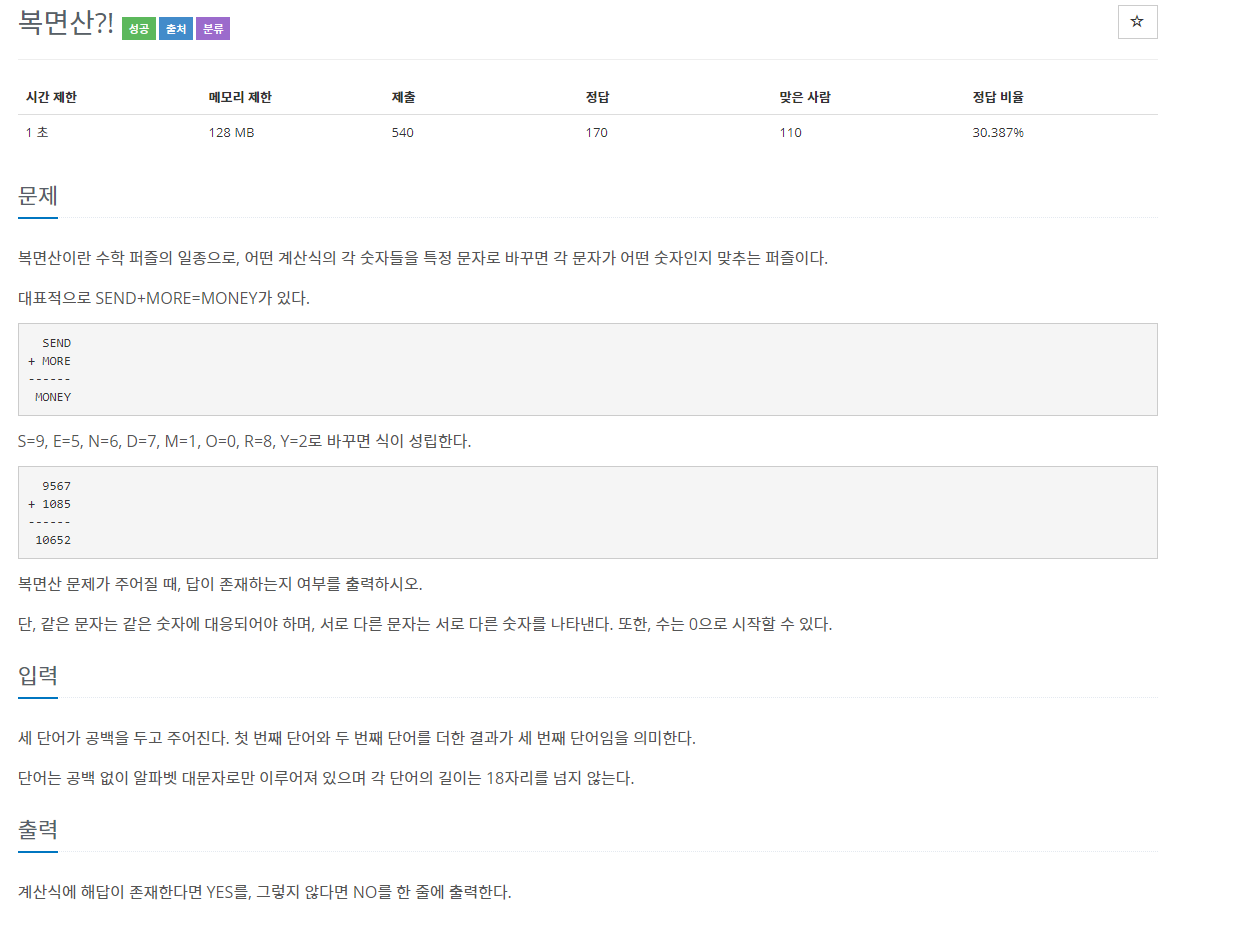 복면산?! 성공 출처 분류
☆
시간 제한 메모리 제한 제출 정답 맞은 사람 정답 비율
1 초 128 MB 540 170 110 30.387%
문제
복면산이란 수학 퍼즐의 일종으로, 어떤 계산식의 각 숫자들을 특정 문자로 바꾸면 각 문자가 어떤 숫자인지 맞추는 퍼즐이다.
대표적으로 SEND+MORE=MONEY가 있다.
SEND
+ MORE
------
MONEY
S=9, E=5, N=6, D=7, M=1, O=0, R=8, Y=2로 바꾸면 식이 성립한다.
9567
+ 1085
------
10652
복면산 문제가 주어질 때, 답이 존재하는지 여부를 출력하시오.
단, 같은 문자는 같은 숫자에 대응되어야 하며, 서로 다른 문자는 서로 다른 숫자를 나타낸다. 또한, 수는 0으로 시작할 수 있다.
입력
세 단어가 공백을 두고 주어진다. 첫 번째 단어와 두 번째 단어를 더한 결과가 세 번째 단어임을 의미한다.
단어는 공백 없이 알파벳 대문자로만 이루어져 있으며 각 단어의 길이는 18자리를 넘지 않는다.
출력
계산식에 해답이 존재한다면 YES를, 그렇지 않다면 NO를 한 줄에 출력한다.